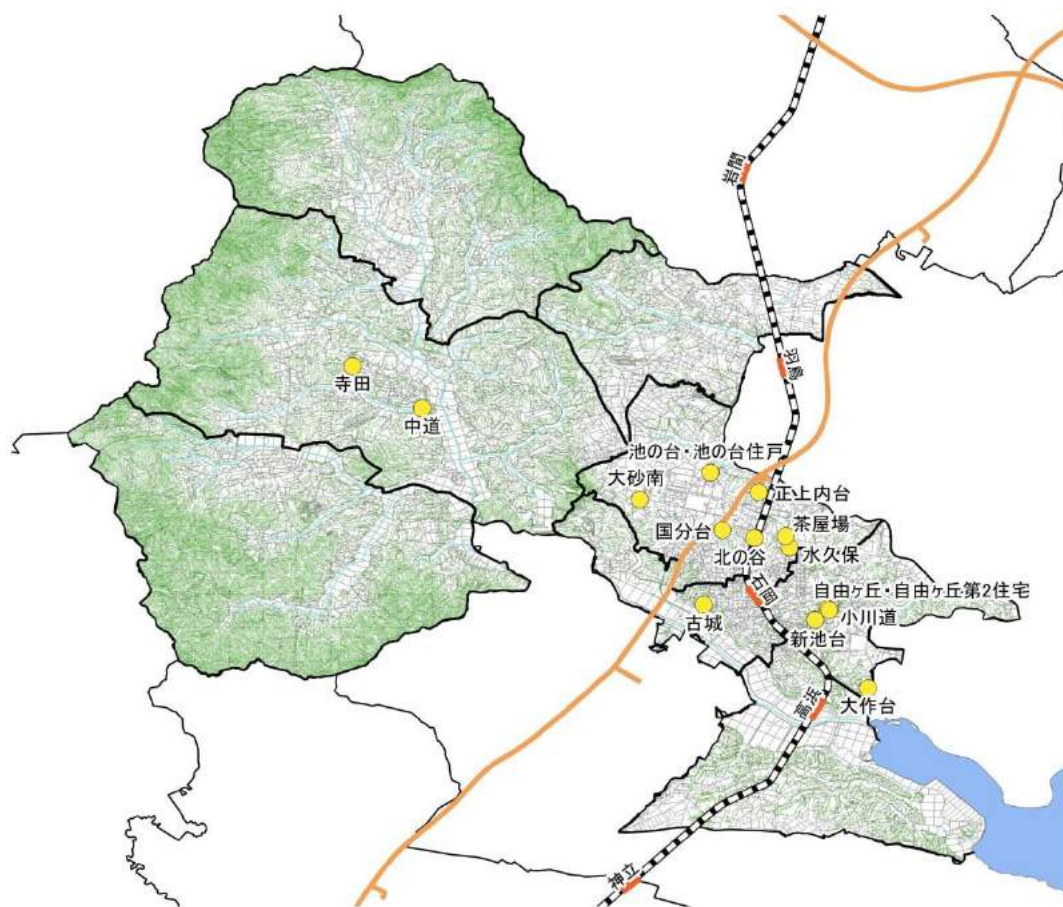 岩間
羽鳥
寺田
中道
池の台・池の台住戸
大砂南
正上内台
茶屋場
国分台
北の谷
水久保
石岡
自由ヶ丘・自由ヶ丘第2住宅
古城
小川道
新池台
大作台
高浜
神立